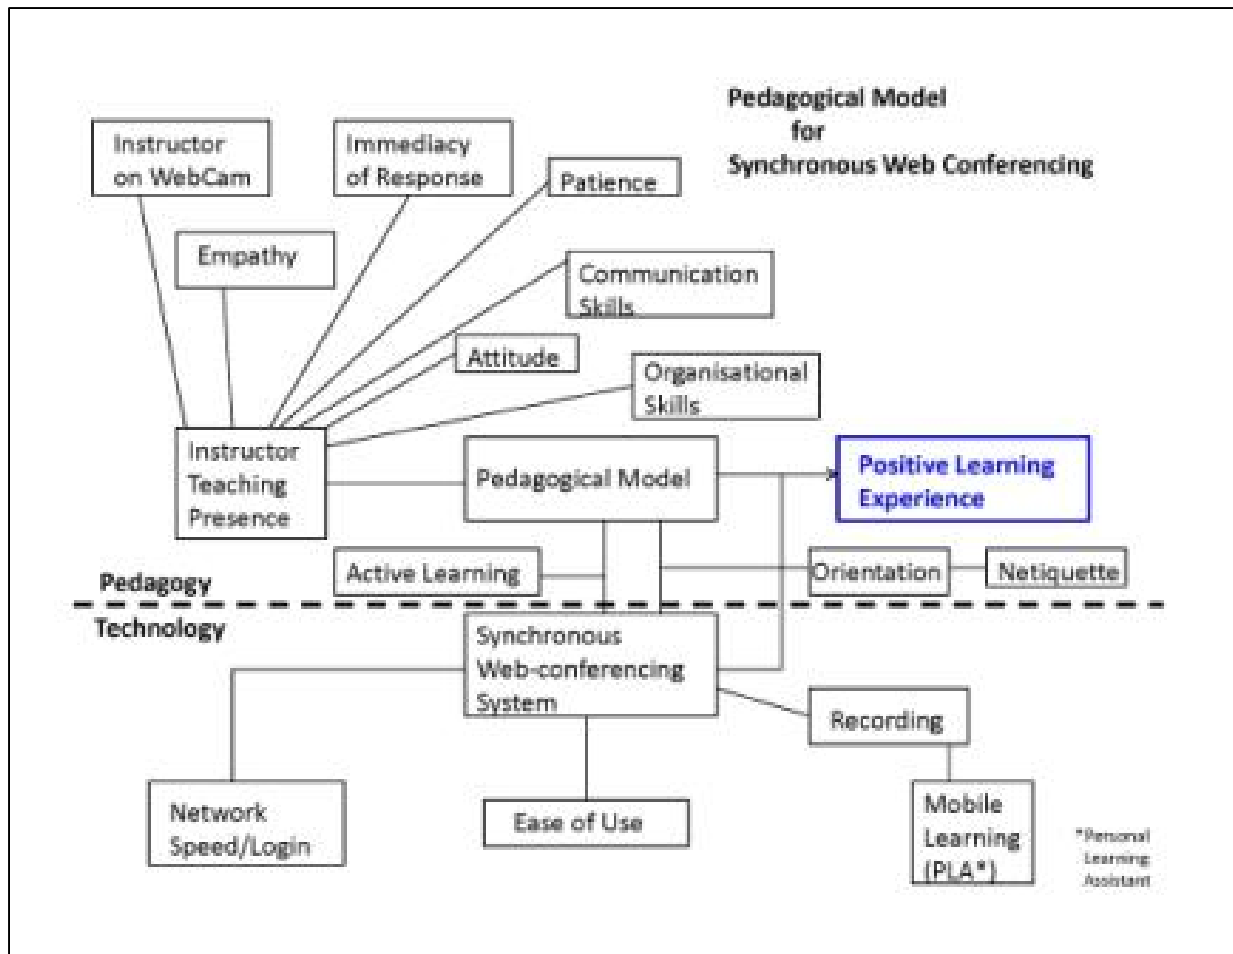 Pedagogical Model
for
Synchronous Web Conferencing
Instructor
on WebCam
Immediacy
of Response
Patience
Empathy
Communication
Skills
Attitude
Organisational
Skills
Instructor
Teaching
Presence
Pedagogical Model
Positive Learning
Experience
Active Learning
Orientation
Netiquette
Pedagogy
Technology
Synchronous
Web-conferencing
System
Recording
Network
Speed/Login
Ease of Use
Mobile
Learning
(PLA*)
*Personal
Learning
Assistant